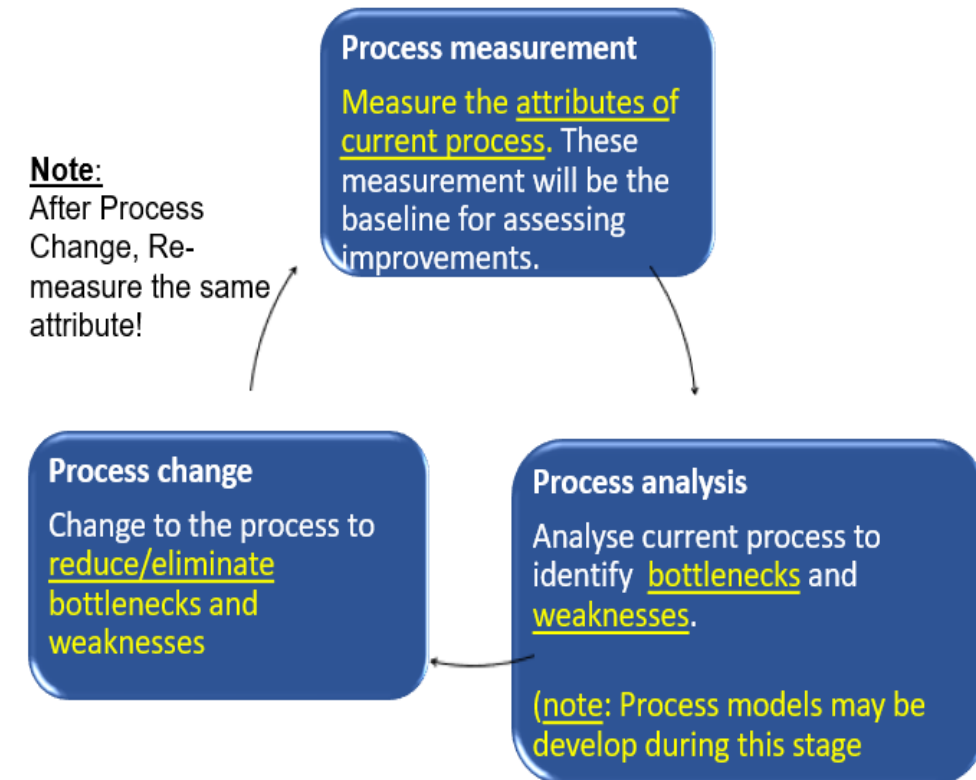 Process measurement
Measure the attributes of
current process. These
measurement will be the
baseline for assessing
improvements.
Note:
After Process
Change, Re-
measure the same
attribute!
Process change
Change to the process to
reduce/eliminate
bottlenecks and
weaknesses
Process analysis
Analyse current process to
identify bottlenecks and
weaknesses.
(note: Process models may be
develop during this stage